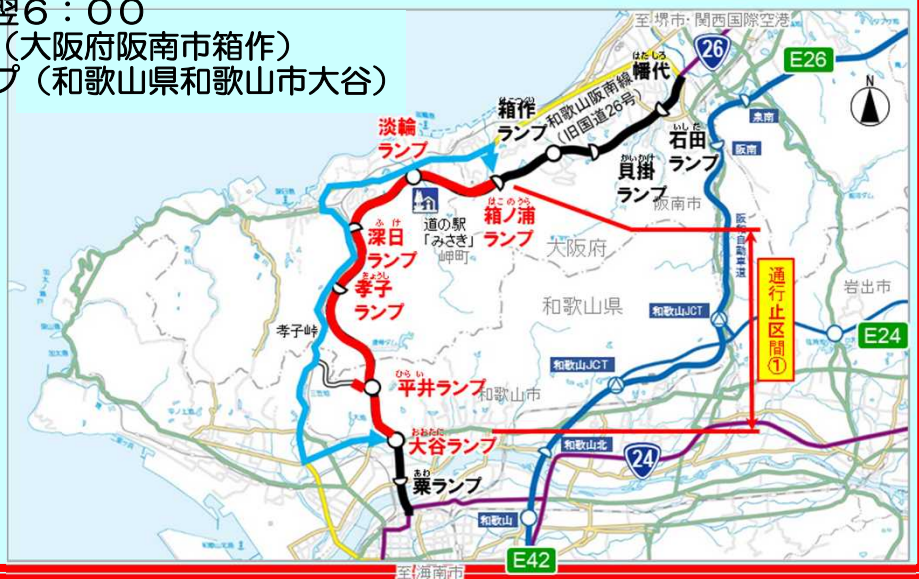 翌6:00
(大阪府阪南市箱作)
プ(和歌山県和歌山市大谷)
至 堺市・関西国際空港
26
E26
N
はたしろ
幡代
和歌山阪南線
(旧国道26号)
箱作
ランプ
泉南
いしだ
石田
ランプ
阪南
かいかけ
貝掛
ランプ
阪南市
淡輪
ランプ
はこのうら
箱ノ浦
ランプ
道の駅
「みさき」
岬町
大阪府
阪和自動車道
ふけ
深日
ランプ
きょうし
孝子
ランプ
孝子峠
和歌山県
和歌山JCT
岩出市
E24
通行止区間①
和歌山JCT
ひらい
平井ランプ
和歌山市
おおたに
大谷ランプ
和歌山北
24
あわ
粟ランプ
和歌山
E42
至 海南市